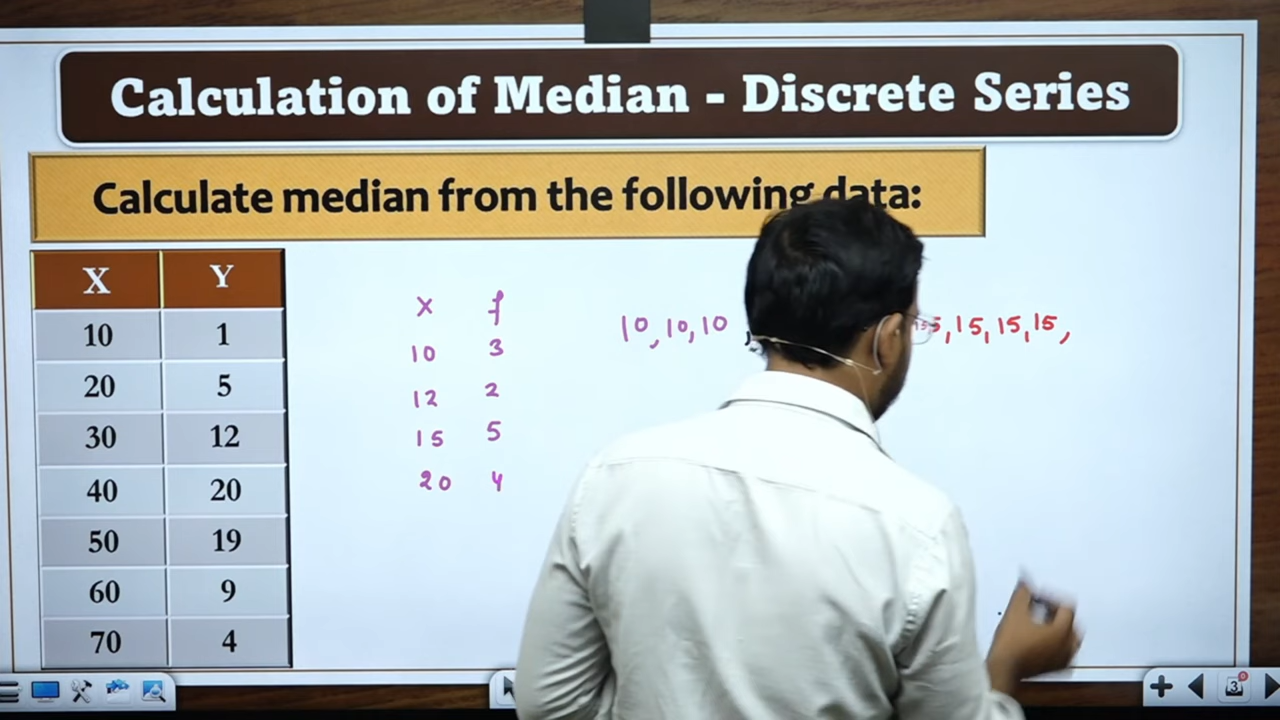 Calculation of Median - Discrete Series
Calculate median from the following data:
X Y
10 1
20 5
30 12
40 20
50 19
60 9
70 4
x f
10 3
12 2
15 5
20 4
10, 10, 10 , 15, 15, 15,
3